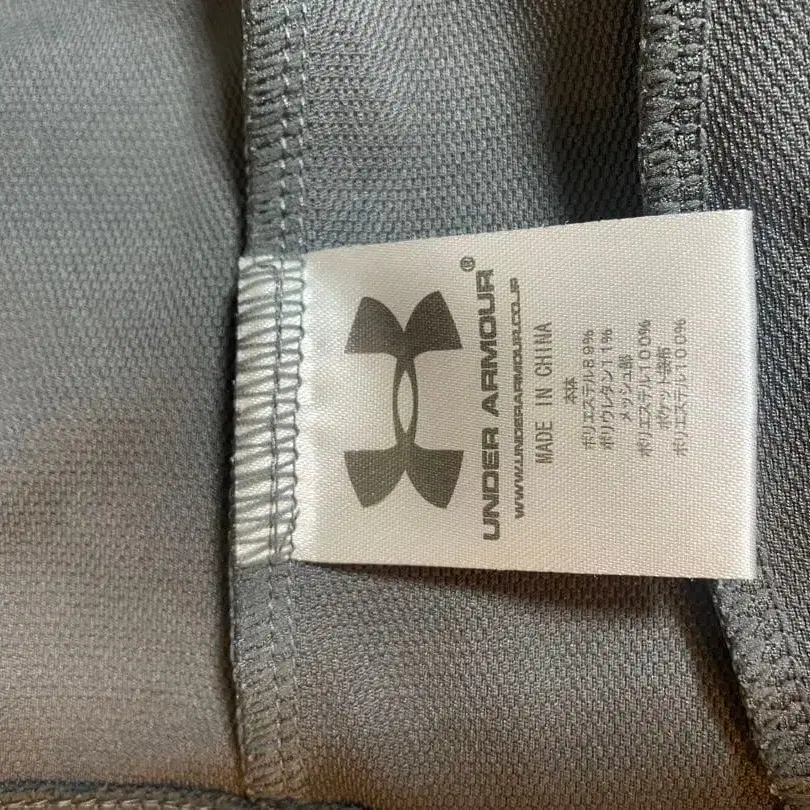 UNDER ARMOUR®
WWW.UNDERARMOUR.CO.JP
MADE IN CHINA
本体
ポリエステル89%
ポリウレタン11%
メッシュ部
ポリエステル100%
ポケット袋布
ポリエステル100%